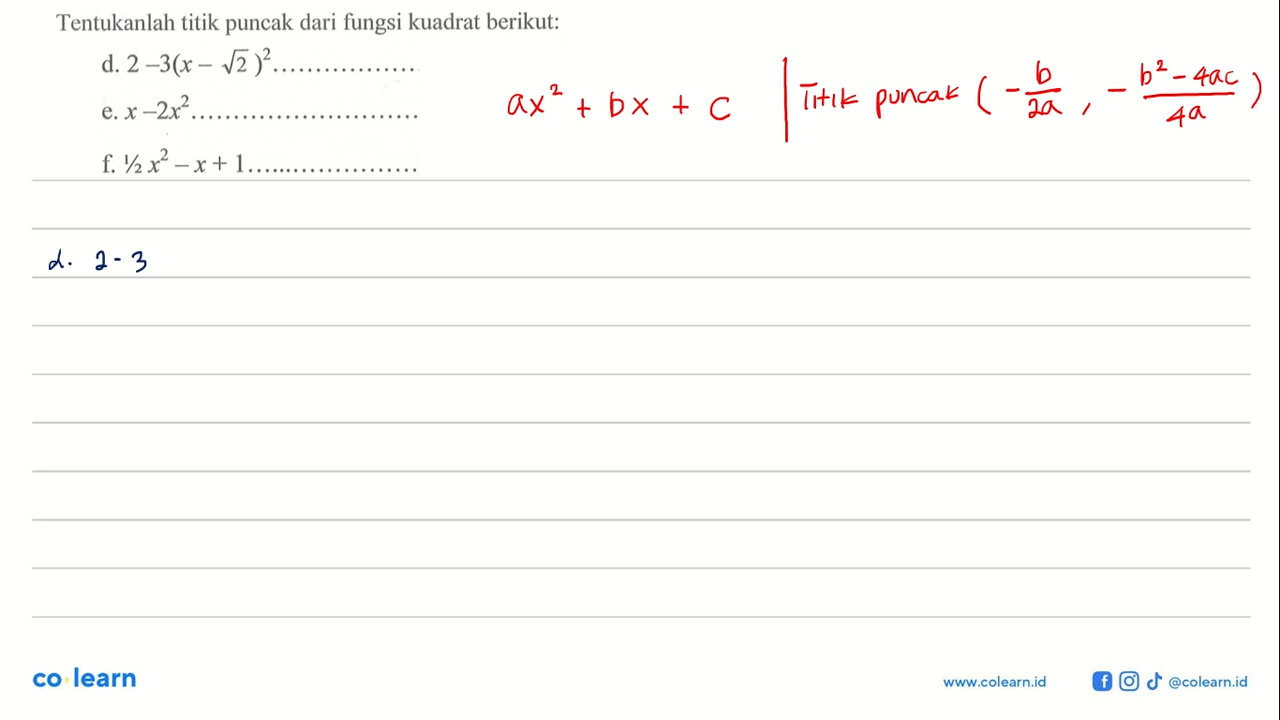 Tentukanlah titik puncak dari fungsi kuadrat berikut:
d. 2 –3(x – √2 )².................
e. x –2x²...........................
f. ½ x² – x + 1.....................
ax² + bx + c | Titik puncak ( - b/2a , - b² - 4ac/4a )
d. 2 - 3
co·learn
www.colearn.id @colearn.id